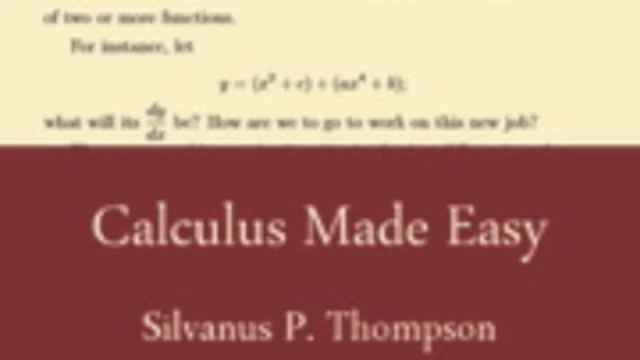 of two or more functions.
For instance, let
y = (x² + c) + (ax⁴ + b);
what will its dy/dx be? How are we to go to work on this new job?
Calculus Made Easy
Silvanus P. Thompson